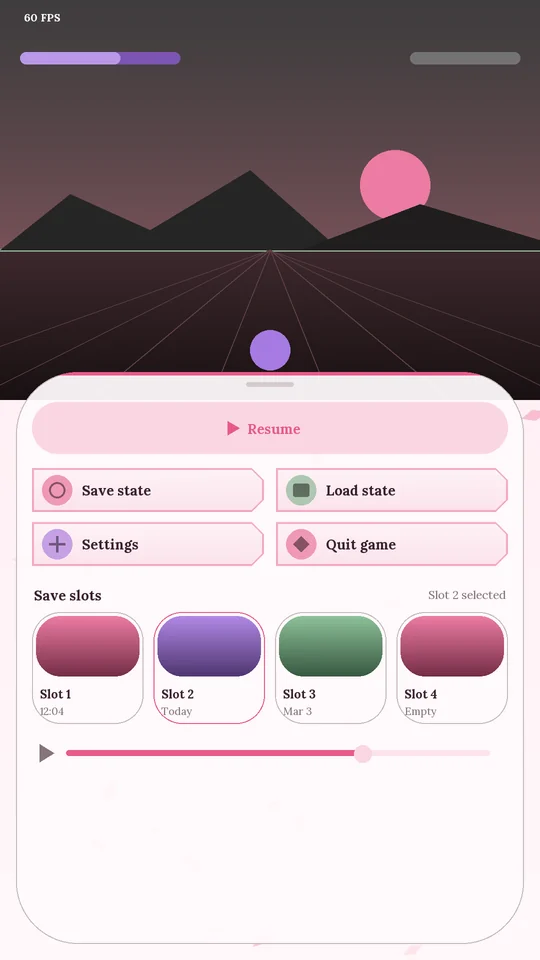 60 FPS
Resume
Save state
Load state
Settings
Quit game
Save slots
Slot 2 selected
Slot 1
12:04
Slot 2
Today
Slot 3
Mar 3
Slot 4
Empty